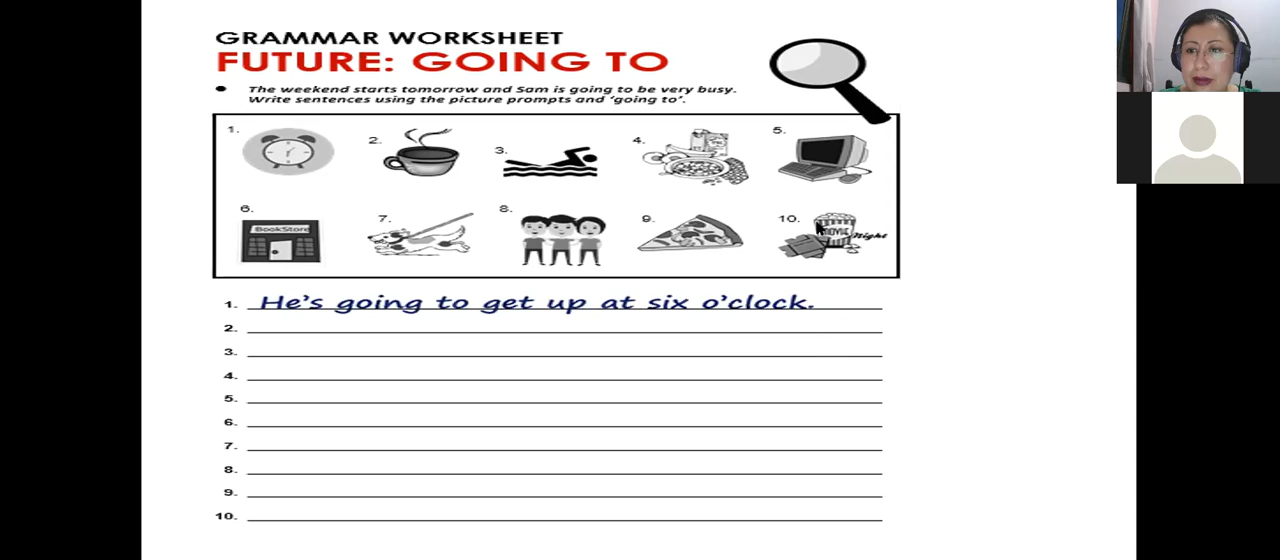 GRAMMAR WORKSHEET
FUTURE: GOING TO
The weekend starts tomorrow and Sam is going to be very busy.
Write sentences using the picture prompts and 'going to'.
1.
2.
3.
4.
5.
6.
BookStore
7.
8.
9.
10.
MOVIE Night
1. He's going to get up at six o'clock.
2.
3.
4.
5.
6.
7.
8.
9.
10.